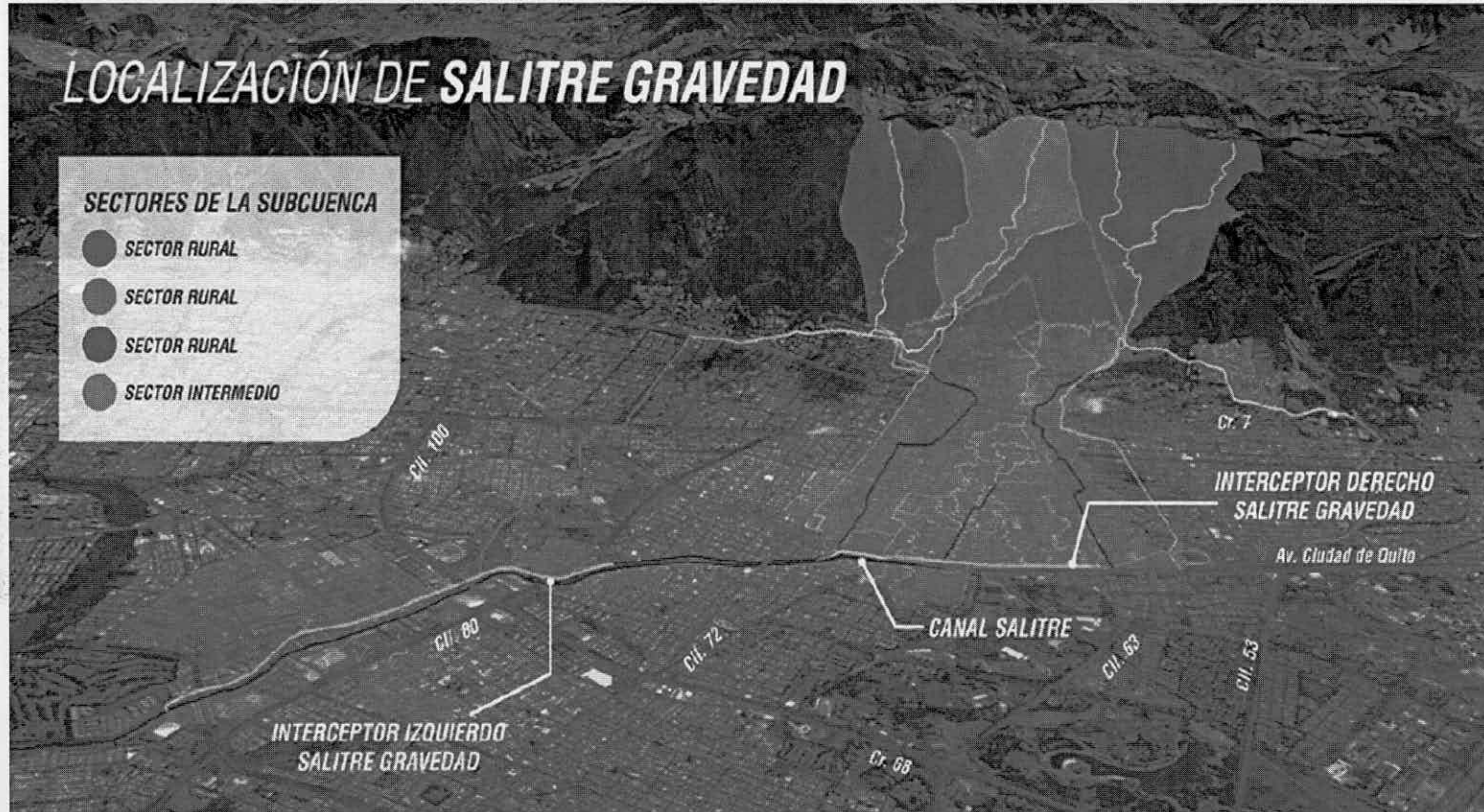 LOCALIZACIÓN DE SALITRE GRAVEDAD
SECTORES DE LA SUBCUENCA
SECTOR RURAL
SECTOR RURAL
SECTOR RURAL
SECTOR INTERMEDIO
Cll. 100
Cr. 7
INTERCEPTOR DERECHO
SALITRE GRAVEDAD
Av. Ciudad de Quito
CANAL SALITRE
Cll. 80
Cll. 72
Cll. 63
Cll. 53
INTERCEPTOR IZQUIERDO
SALITRE GRAVEDAD
Cr. 68